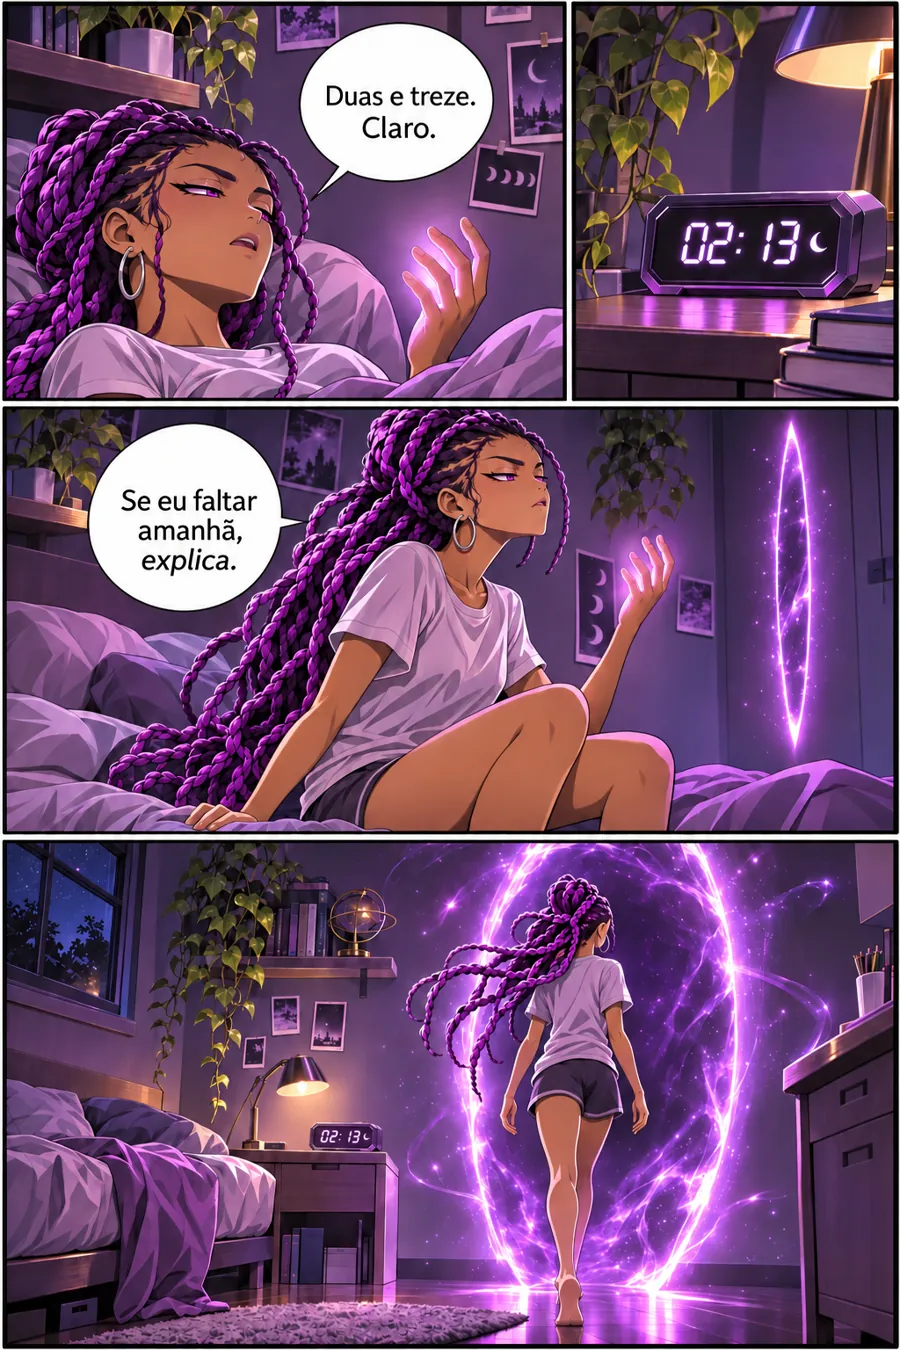 Duas e treze.
Claro.
02:13
Se eu faltar
amanhã,
explica.
02:13